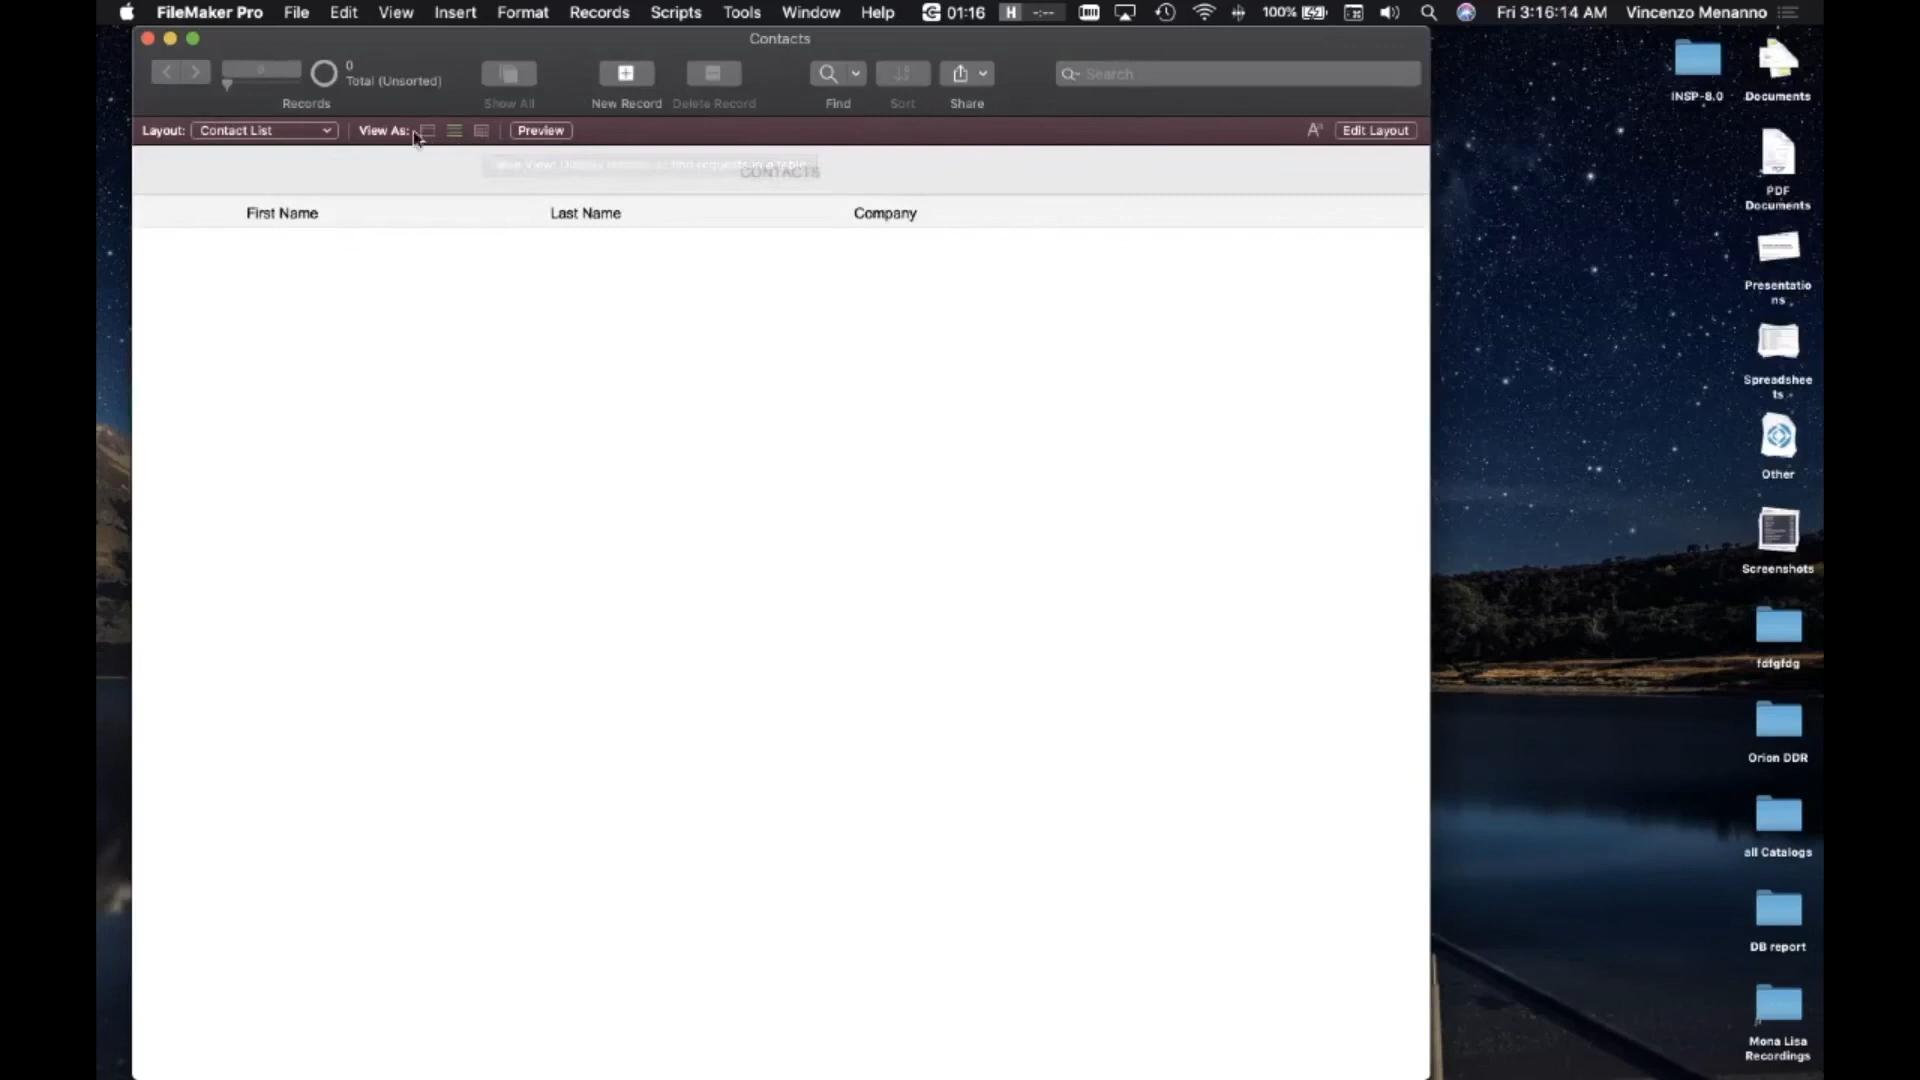 FileMaker Pro File Edit View Insert Format Records Scripts Tools Window Help 01:16 H -:-- 100% Fri 3:16:14 AM Vincenzo Menanno
Contacts
0
0
Total (Unsorted)
Search
Records Show All New Record Delete Record Find Sort Share
Layout: Contact List View As: Preview Aa Edit Layout
CONTACTS
First Name Last Name Company
INSP-8.0
Documents
PDF
Documents
Presentatio
ns
Spreadshee
ts
Other
Screenshots
fdfgfdg
Orion DDR
all Catalogs
DB report
Mona Lisa
Recordings